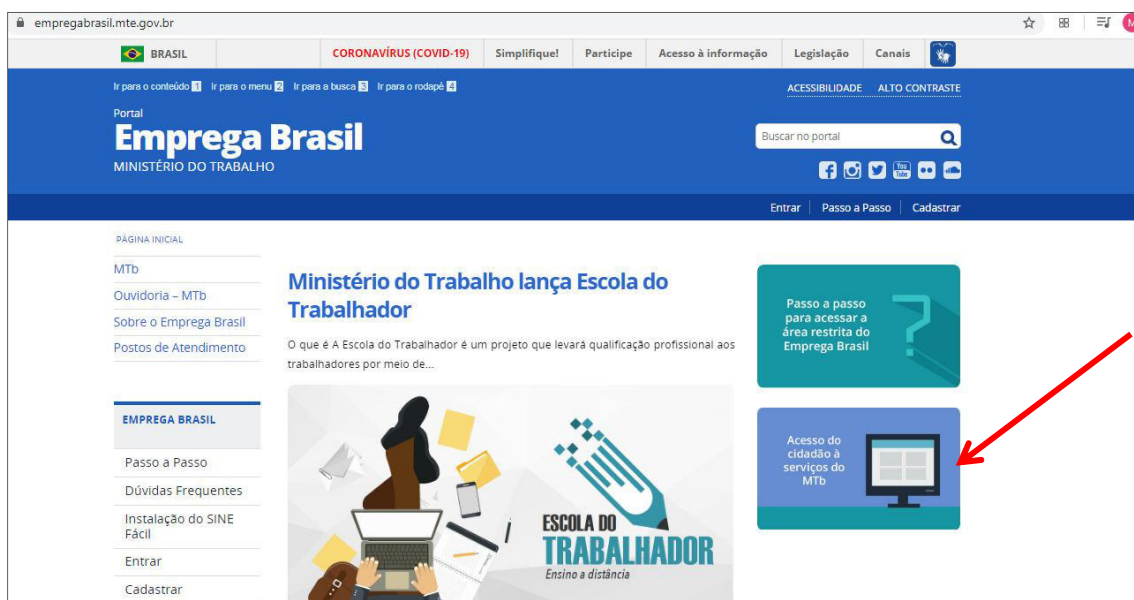 empregabrasil.mte.gov.br
BRASIL
CORONAVÍRUS (COVID-19)
Simplifique!
Participe
Acesso à informação
Legislação
Canais
Ir para o conteúdo 1 Ir para o menu 2 Ir para a busca 3 Ir para o rodapé 4
ACESSIBILIDADE ALTO CONTRASTE
Portal
Emprega Brasil
MINISTÉRIO DO TRABALHO
Buscar no portal
You Tube
Entrar Passo a Passo Cadastrar
PÁGINA INICIAL
MTb
Ouvidoria – MTb
Sobre o Emprega Brasil
Postos de Atendimento
EMPREGA BRASIL
Passo a Passo
Dúvidas Frequentes
Instalação do SINE
Fácil
Entrar
Cadastrar
Ministério do Trabalho lança Escola do
Trabalhador
O que é A Escola do Trabalhador é um projeto que levará qualificação profissional aos
trabalhadores por meio de...
ESCOLA DO
TRABALHADOR
Ensino a distância
Passo a passo
para acessar a
área restrita do
Emprega Brasil
?
Acesso do
cidadão à
serviços do
MTb